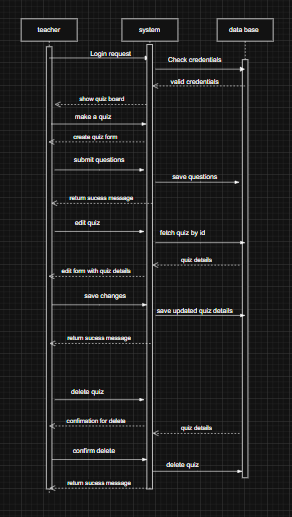 teacher
system
data base
Login request
Check credentials
valid credentials
show quiz board
make a quiz
create quiz form
submit questions
save questions
return sucess message
edit quiz
fetch quiz by id
quiz details
edit form with quiz details
save changes
save updated quiz details
return sucess message
delete quiz
confimation for delete
quiz details
confirm delete
delete quiz
return sucess message